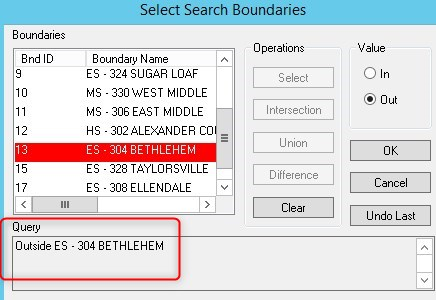 Select Search Boundaries
Boundaries
Operations
Value
Bnd ID Boundary Name
9 ES - 324 SUGAR LOAF
10 MS - 330 WEST MIDDLE
11 MS - 306 EAST MIDDLE
12 HS - 302 ALEXANDER COU
13 ES - 304 BETHLEHEM
15 ES - 328 TAYLORSVILLE
17 ES - 308 ELLENDALE
Select
Intersection
Union
Difference
Clear
In
Out
OK
Cancel
Undo Last
Query
Outside ES - 304 BETHLEHEM